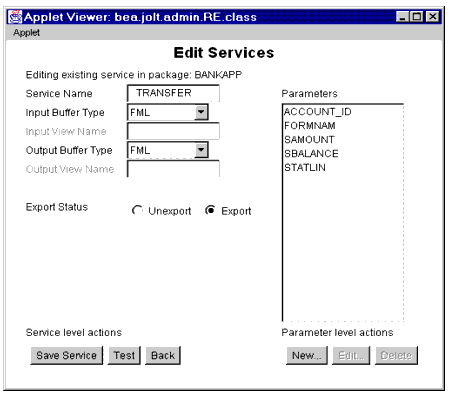 Applet Viewer: bea.jolt.admin.RE.class
Applet
Edit Services
Editing existing service in package: BANKAPP
Service Name TRANSFER
Input Buffer Type FML
Input View Name
Output Buffer Type FML
Output View Name
Export Status Unexport Export
Parameters
ACCOUNT_ID
FORMNAM
SAMOUNT
SBALANCE
STATLIN
Service level actions
Save Service Test Back
Parameter level actions
New... Edit... Delete